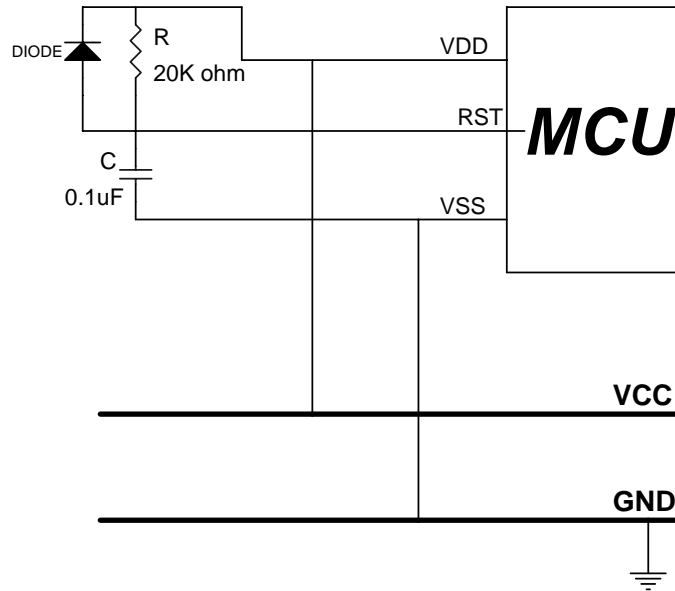 DIODE
R
20K ohm
VDD
RST
MCU
C
0.1uF
VSS
VCC
GND